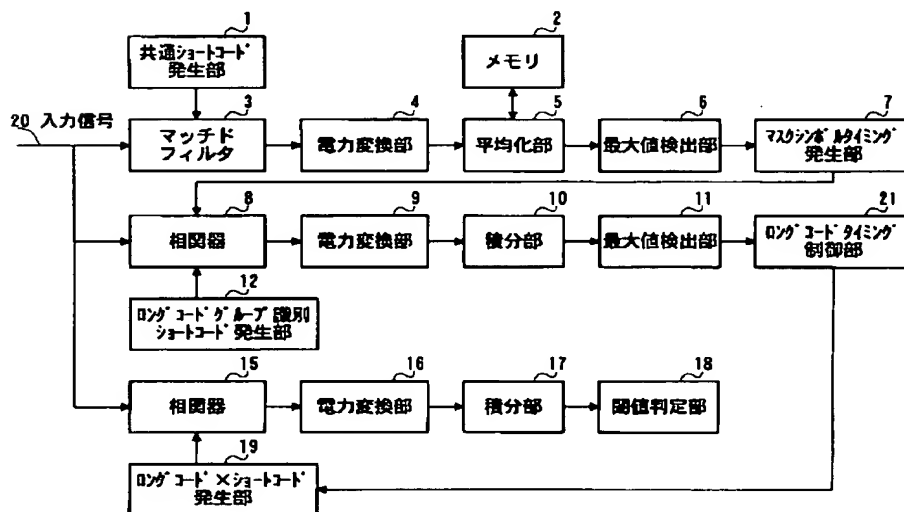 1
共通ショートコード
発生部
2
メモリ
20 入力信号
3
マッチド
フィルタ
4
電力変換部
5
平均化部
6
最大値検出部
7
マスクシンボルタイミング
発生部
8
相関器
9
電力変換部
10
積分部
11
最大値検出部
21
ロングコードタイミング
制御部
12
ロングコードグループ識別
ショートコード発生部
15
相関器
16
電力変換部
17
積分部
18
閾値判定部
19
ロングコード×ショートコード
発生部